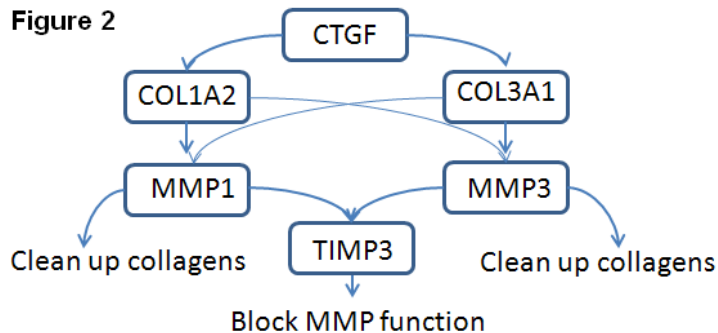 Figure 2
CTGF
COL1A2
COL3A1
MMP1
MMP3
Clean up collagens
TIMP3
Clean up collagens
Block MMP function